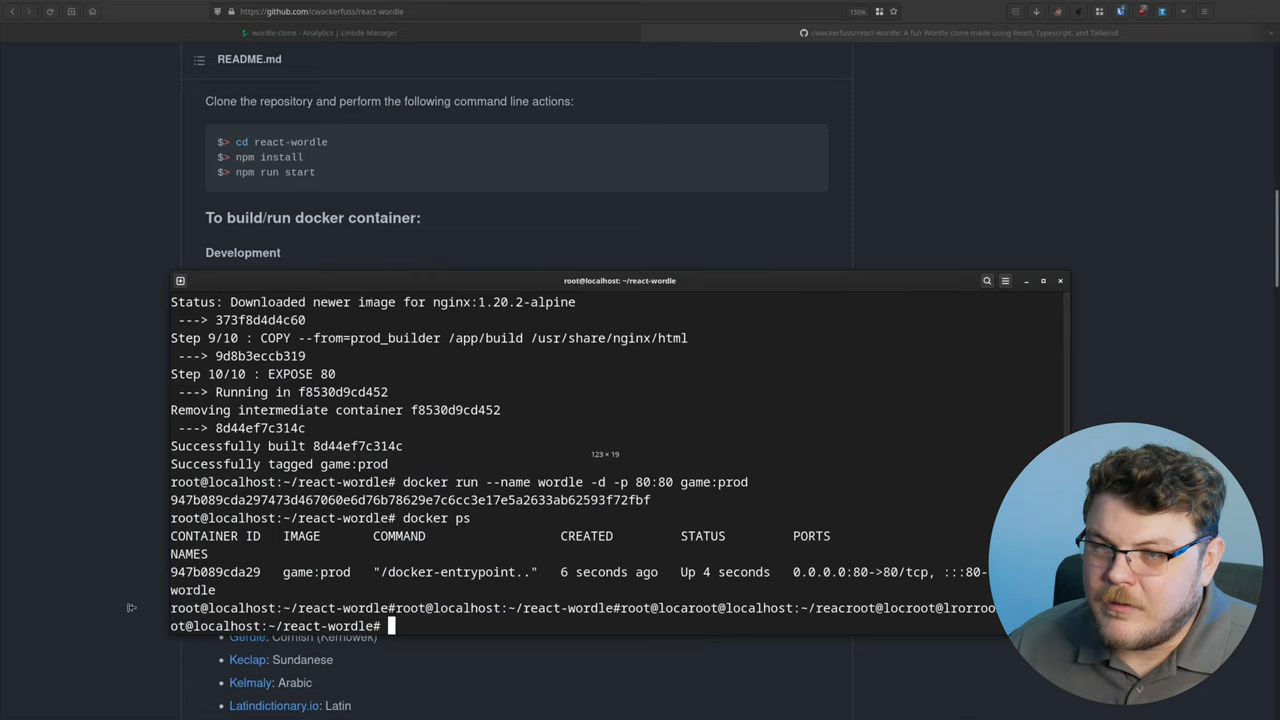 https://github.com/cwackerfuss/react-wordle
150%
wordle-clone - Analytics | Linode Manager
cwackerfuss/react-wordle: A fun Wordle clone made using React, Typescript, and Tailwind
README.md
Clone the repository and perform the following command line actions:
$> cd react-wordle
$> npm install
$> npm run start
To build/run docker container:
Development
root@localhost: ~/react-wordle
Status: Downloaded newer image for nginx:1.20.2-alpine
---> 373f8d4d4c60
Step 9/10 : COPY --from=prod_builder /app/build /usr/share/nginx/html
---> 9d8b3eccb319
Step 10/10 : EXPOSE 80
---> Running in f8530d9cd452
Removing intermediate container f8530d9cd452
---> 8d44ef7c314c
Successfully built 8d44ef7c314c
123 × 19
Successfully tagged game:prod
root@localhost:~/react-wordle# docker run --name wordle -d -p 80:80 game:prod
947b089cda297473d467060e6d76b78629e7c6cc3e17e5a2633ab62593f72fbf
root@localhost:~/react-wordle# docker ps
CONTAINER ID IMAGE COMMAND CREATED STATUS PORTS
NAMES
947b089cda29 game:prod "/docker-entrypoint.." 6 seconds ago Up 4 seconds 0.0.0.0:80->80/tcp, :::80-
wordle
root@localhost:~/react-wordle#root@localhost:~/react-wordle#root@locaroot@localhost:~/reacroot@locroot@lrorroo
ot@localhost:~/react-wordle#
Gerdle: Cornish (Kernowek)
Keclap: Sundanese
Kelmaly: Arabic
Latindictionary.io: Latin